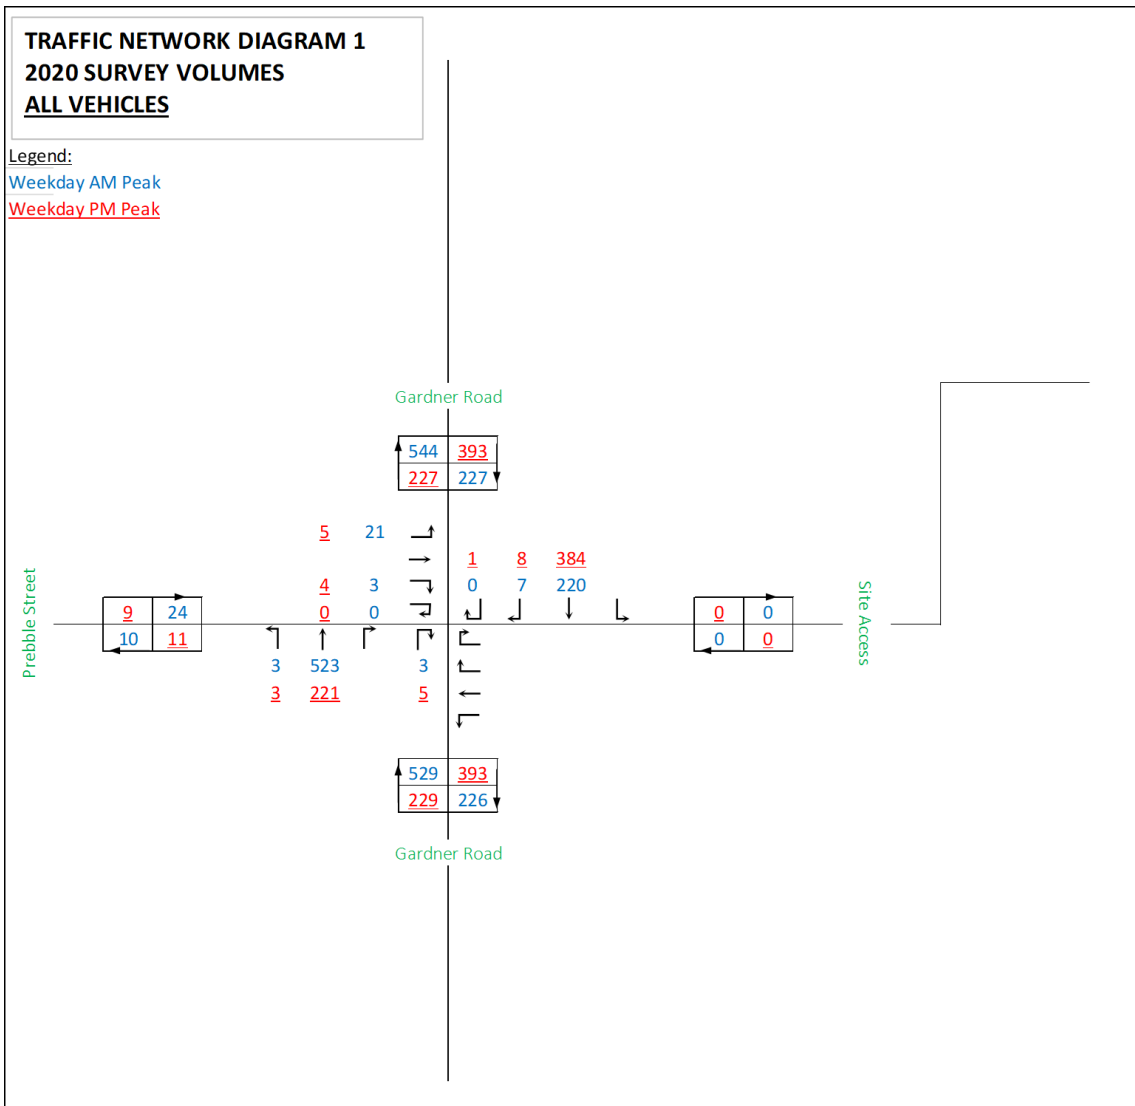 TRAFFIC NETWORK DIAGRAM 1
2020 SURVEY VOLUMES
ALL VEHICLES
Legend:
Weekday AM Peak
Weekday PM Peak
Gardner Road
544 393
227 227
5 21
1 8 384
4 3
0 7 220
0 0
Prebble Street
9 24
10 11
0 0
0 0
Site Access
3 523 3
3 221 5
529 393
229 226
Gardner Road